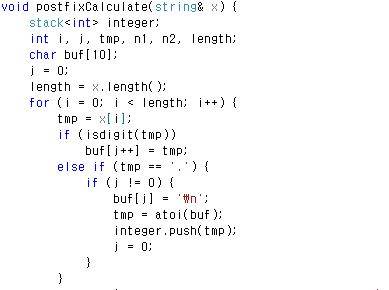 void postfixCalculate(string& x) {
stack<int> integer;
int i, j, tmp, n1, n2, length;
char buf[10];
j = 0;
length = x.length();
for (i = 0; i < length; i++) {
tmp = x[i];
if (isdigit(tmp))
buf[j++] = tmp;
else if (tmp == '.') {
if (j != 0) {
buf[j] = '₩n';
tmp = atoi(buf);
integer.push(tmp);
j = 0;
}
}